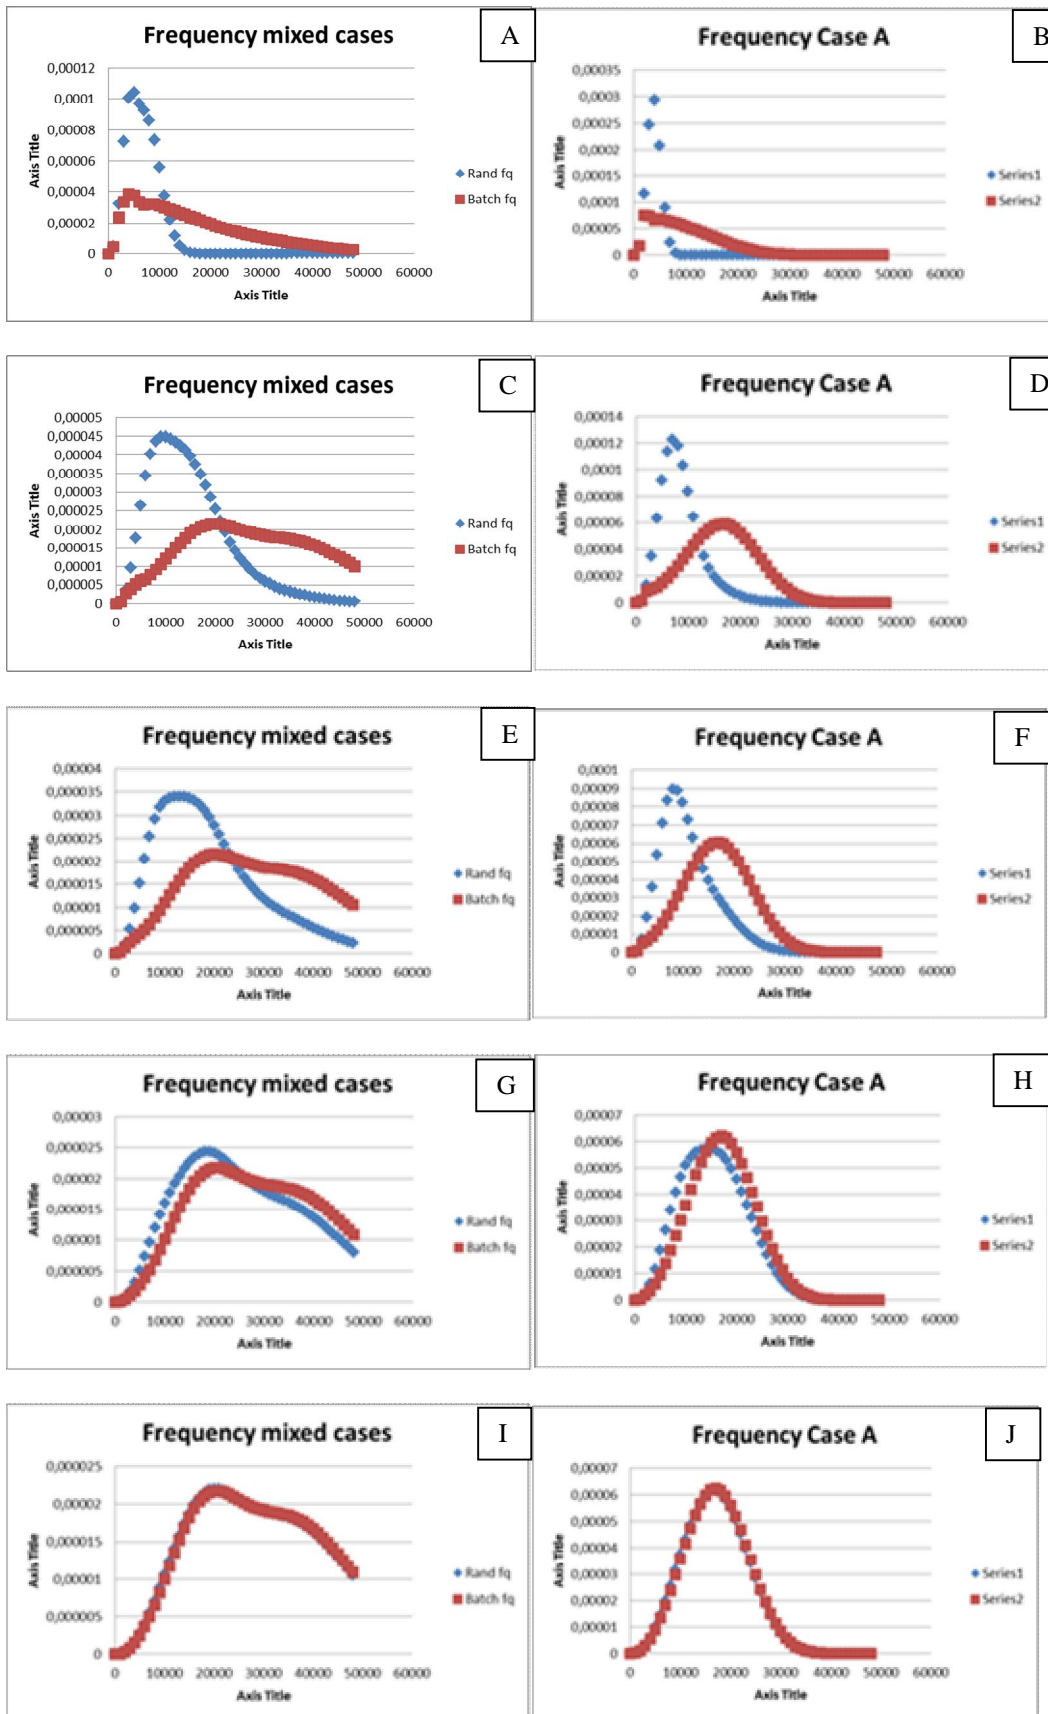 Frequency mixed cases
A
0,00012
0,0001
0,00008
0,00006
0,00004
0,00002
0
0 10000 20000 30000 40000 50000 60000
Axis Title
Axis Title
Rand fq
Batch fq
Frequency Case A
B
0,00035
0,0003
0,00025
0,0002
0,00015
0,0001
0,00005
0
0 10000 20000 30000 40000 50000 60000
Axis Title
Axis Title
Series1
Series2
Frequency mixed cases
C
0,00005
0,000045
0,00004
0,000035
0,00003
0,000025
0,00002
0,000015
0,00001
0,000005
0
0 10000 20000 30000 40000 50000 60000
Axis Title
Axis Title
Rand fq
Batch fq
Frequency Case A
D
0,00014
0,00012
0,0001
0,00008
0,00006
0,00004
0,00002
0
0 10000 20000 30000 40000 50000 60000
Axis Title
Axis Title
Series1
Series2
Frequency mixed cases
E
0,00004
0,000035
0,00003
0,000025
0,00002
0,000015
0,00001
0,000005
0
0 10000 20000 30000 40000 50000 60000
Axis Title
Axis Title
Rand fq
Batch fq
Frequency Case A
F
0,0001
0,00009
0,00008
0,00007
0,00006
0,00005
0,00004
0,00003
0,00002
0,00001
0
0 10000 20000 30000 40000 50000 60000
Axis Title
Axis Title
Series1
Series2
Frequency mixed cases
G
0,00003
0,000025
0,00002
0,000015
0,00001
0,000005
0
0 10000 20000 30000 40000 50000 60000
Axis Title
Axis Title
Rand fq
Batch fq
Frequency Case A
H
0,00007
0,00006
0,00005
0,00004
0,00003
0,00002
0,00001
0
0 10000 20000 30000 40000 50000 60000
Axis Title
Axis Title
Series1
Series2
Frequency mixed cases
I
0,000025
0,00002
0,000015
0,00001
0,000005
0
0 10000 20000 30000 40000 50000 60000
Axis Title
Axis Title
Rand fq
Batch fq
Frequency Case A
J
0,00007
0,00006
0,00005
0,00004
0,00003
0,00002
0,00001
0
0 10000 20000 30000 40000 50000 60000
Axis Title
Axis Title
Series1
Series2